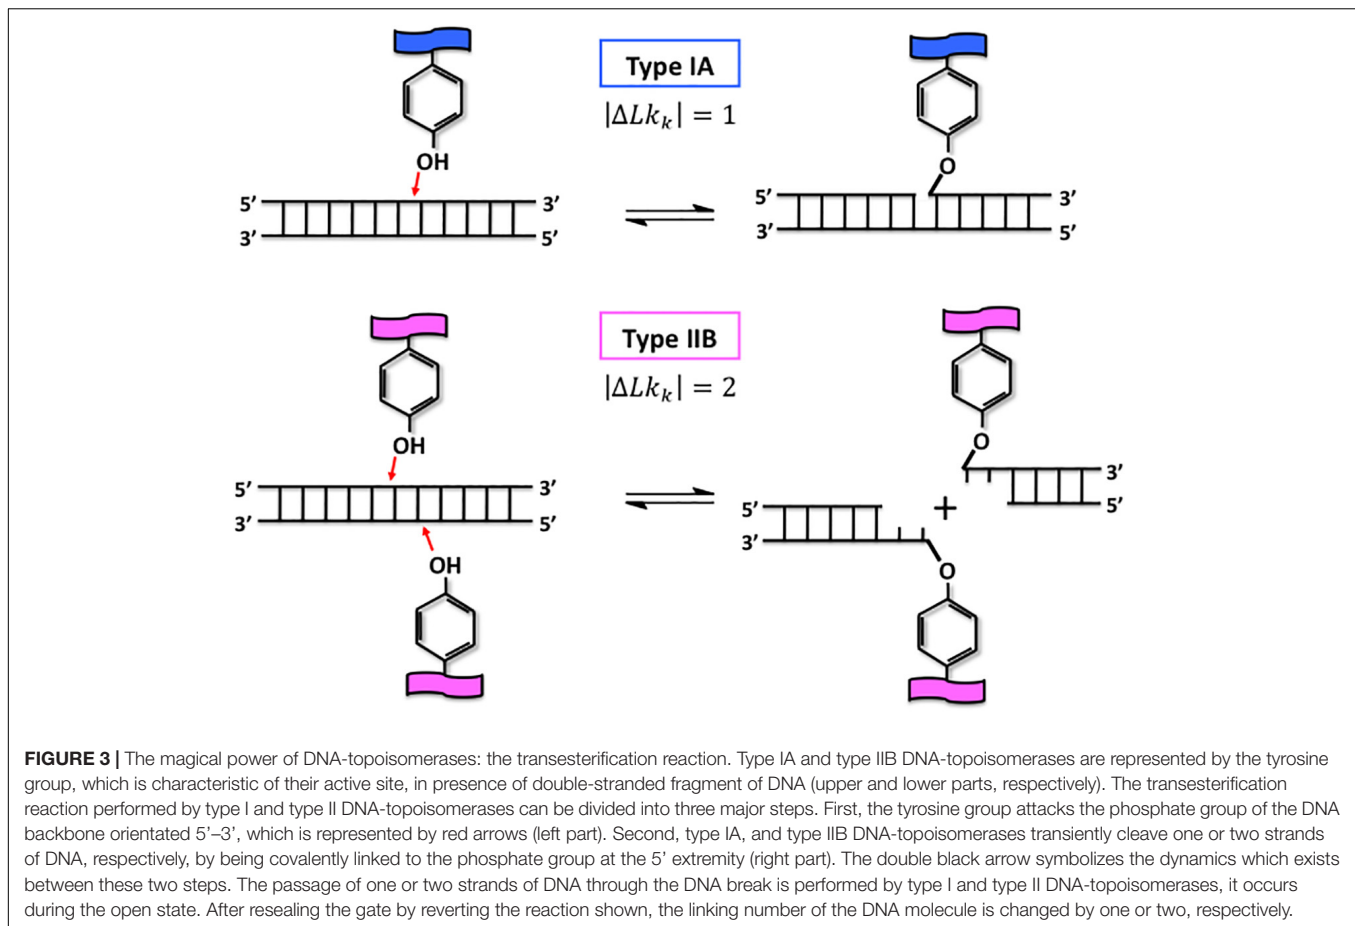 Type IA
|ΔLkₖ| = 1
OH
O
5′
3′
3′
5′
5′
3′
3′
5′
Type IIB
|ΔLkₖ| = 2
OH
O
5′
3′
3′
5′
OH
5′
3′
+
3′
5′
O
FIGURE 3 | The magical power of DNA-topoisomerases: the transesterification reaction. Type IA and type IIB DNA-topoisomerases are represented by the tyrosine
group, which is characteristic of their active site, in presence of double-stranded fragment of DNA (upper and lower parts, respectively). The transesterification
reaction performed by type I and type II DNA-topoisomerases can be divided into three major steps. First, the tyrosine group attacks the phosphate group of the DNA
backbone orientated 5’–3’, which is represented by red arrows (left part). Second, type IA, and type IIB DNA-topoisomerases transiently cleave one or two strands
of DNA, respectively, by being covalently linked to the phosphate group at the 5’ extremity (right part). The double black arrow symbolizes the dynamics which exists
between these two steps. The passage of one or two strands of DNA through the DNA break is performed by type I and type II DNA-topoisomerases, it occurs
during the open state. After resealing the gate by reverting the reaction shown, the linking number of the DNA molecule is changed by one or two, respectively.